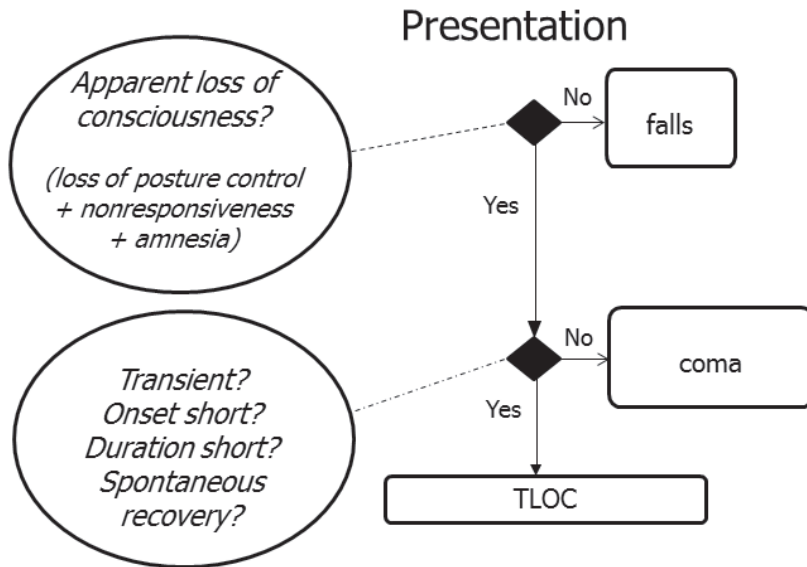 Presentation
Apparent loss of
consciousness?
(loss of posture control
+ nonresponsiveness
+ amnesia)
No
falls
Yes
Transient?
Onset short?
Duration short?
Spontaneous
recovery?
No
coma
Yes
TLOC